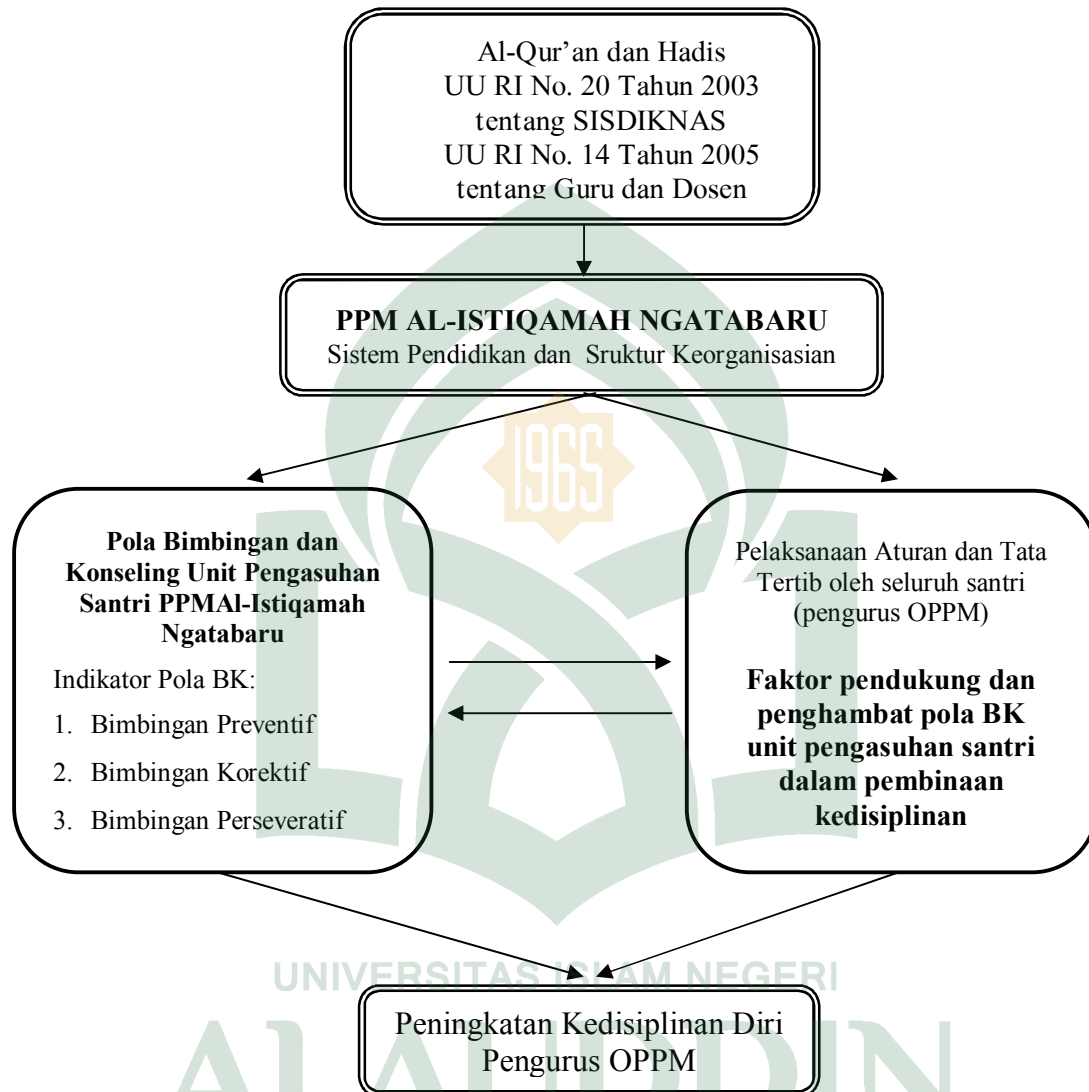 Al-Qur’an dan Hadis
UU RI No. 20 Tahun 2003
tentang SISDIKNAS
UU RI No. 14 Tahun 2005
tentang Guru dan Dosen
PPM AL-ISTIQAMAH NGATABARU
Sistem Pendidikan dan Sruktur Keorganisasian
1965
Pola Bimbingan dan
Konseling Unit Pengasuhan
Santri PPMAl-Istiqamah
Ngatabaru
Indikator Pola BK:
1. Bimbingan Preventif
2. Bimbingan Korektif
3. Bimbingan Perseveratif
Pelaksanaan Aturan dan Tata
Tertib oleh seluruh santri
(pengurus OPPM)
Faktor pendukung dan
penghambat pola BK
unit pengasuhan santri
dalam pembinaan
kedisiplinan
UNIVERSITAS ISLAM NEGERI
ALAUDDIN
Peningkatan Kedisiplinan Diri
Pengurus OPPM